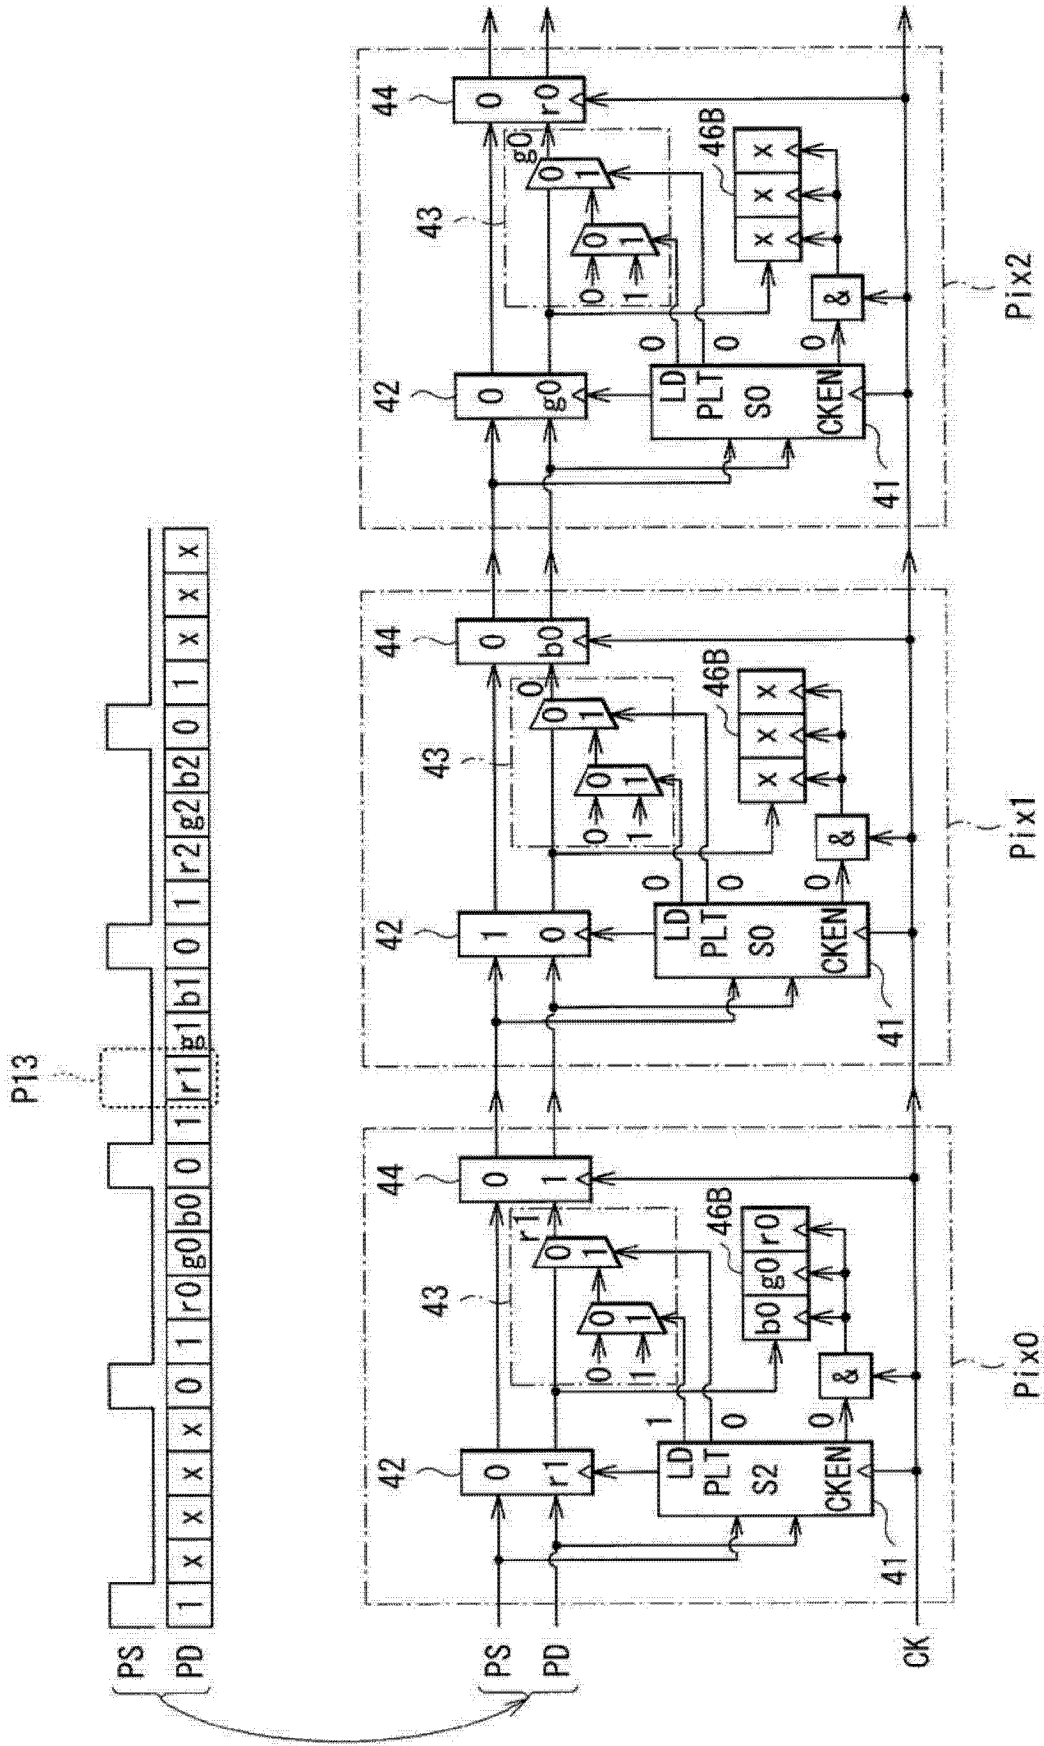 P13
PS
PD 1 x x x x 0 1 r0 g0 b0 0 1 r1 g1 b1 0 1 r2 g2 b2 0 1 x x x
42 44 42 44 42 44
43 43 43
PS 0 0 1 0 0 0
r1 0 g0
PD r1 0 1 0 0 b0 g0 0 r0
0 0 1 0 0 1 0 0 1
1 1 1 1 1 1
LD 1 LD 0 LD 0
PLT 0 46B PLT 0 46B PLT 0 46B
S2 b0 g0 r0 S0 x x x S0 x x x
CKEN 0 & CKEN 0 & CKEN 0 &
41 41 41
CK
Pix0 Pix1 Pix2